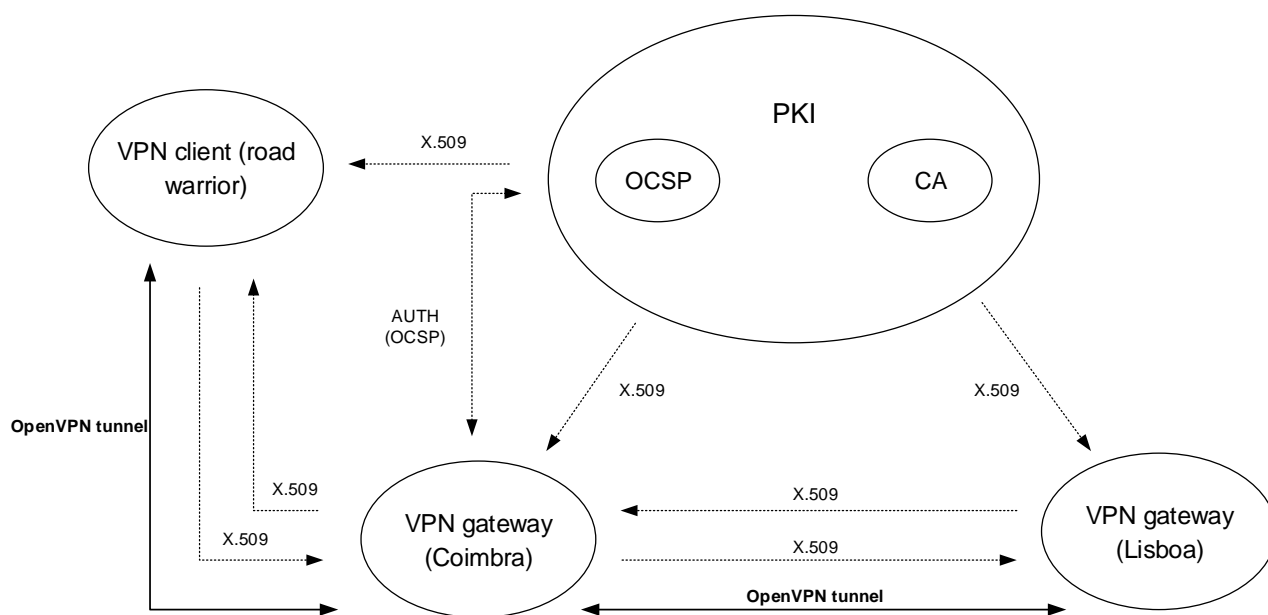 PKI
X.509
VPN client (road
warrior)
OCSP
CA
AUTH
(OCSP)
X.509
X.509
OpenVPN tunnel
X.509
X.509
VPN gateway
(Coimbra)
VPN gateway
(Lisboa)
X.509
X.509
OpenVPN tunnel